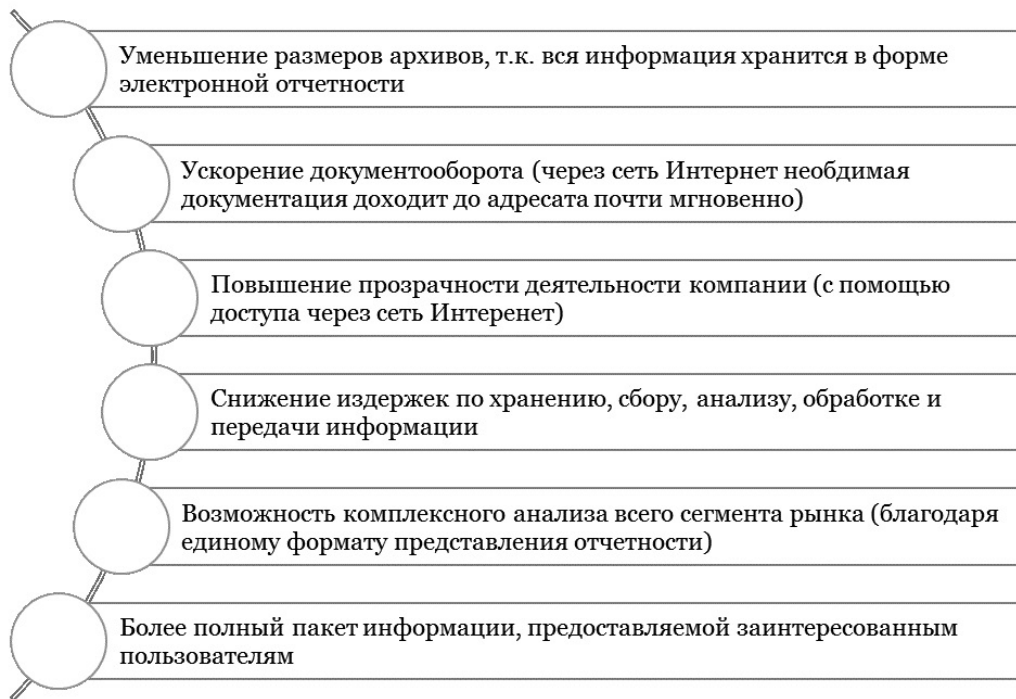 Уменьшение размеров архивов, т.к. вся информация хранится в форме
электронной отчетности
Ускорение документооборота (через сеть Интернет необдимая
документация доходит до адресата почти мгновенно)
Повышение прозрачности деятельности компании (с помощью
доступа через сеть Интеренет)
Снижение издержек по хранению, сбору, анализу, обработке и
передачи информации
Возможность комплексного анализа всего сегмента рынка (благодаря
единому формату представления отчетности)
Более полный пакет информации, предоставляемой заинтересованным
пользователям